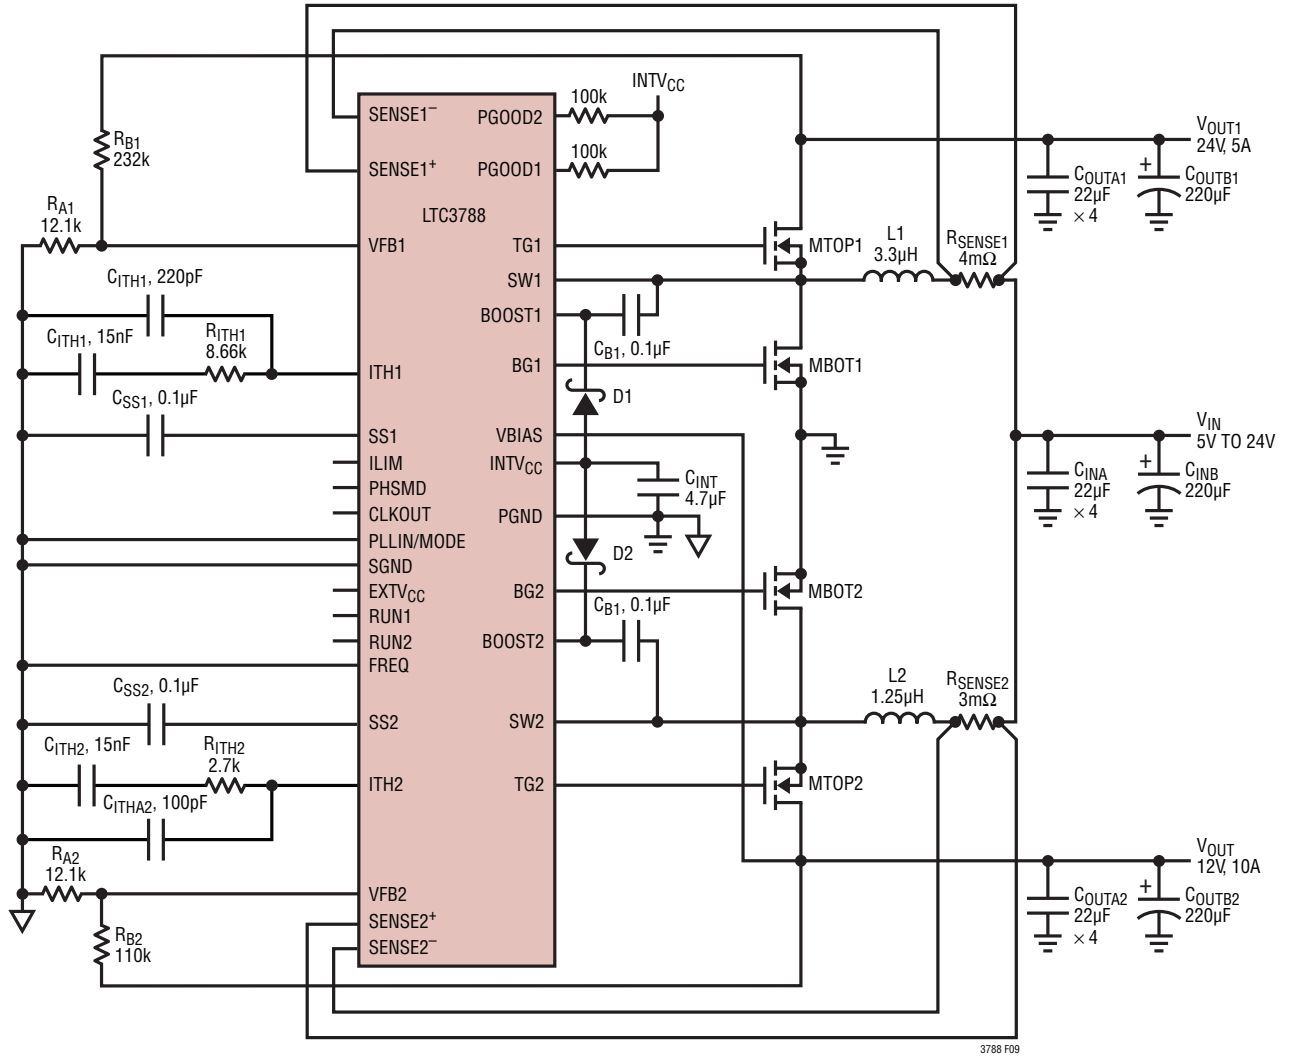 INTVCC
100k
100k
SENSE1–
SENSE1+
LTC3788
VFB1
ITH1
SS1
ILIM
PHSMD
CLKOUT
PLLIN/MODE
SGND
EXTVCC
RUN1
RUN2
FREQ
SS2
ITH2
VFB2
SENSE2+
SENSE2–
PGOOD2
PGOOD1
TG1
SW1
BOOST1
BG1
VBIAS
INTVCC
PGND
BG2
BOOST2
SW2
TG2
RB1
232k
RA1
12.1k
CITH1, 220pF
CITH1, 15nF
RITH1
8.66k
CSS1, 0.1µF
CSS2, 0.1µF
CITH2, 15nF
RITH2
2.7k
CITHA2, 100pF
RA2
12.1k
RB2
110k
CB1, 0.1µF
D1
CINT
4.7µF
D2
CB1, 0.1µF
MTOP1
MBOT1
MBOT2
MTOP2
L1
3.3µH
RSENSE1
4mΩ
L2
1.25µH
RSENSE2
3mΩ
VOUT1
24V, 5A
COUTA1
22µF
× 4
+
COUTB1
220µF
VIN
5V TO 24V
CINA
22µF
× 4
+
CINB
220µF
VOUT
12V, 10A
COUTA2
22µF
× 4
+
COUTB2
220µF
3788 F09